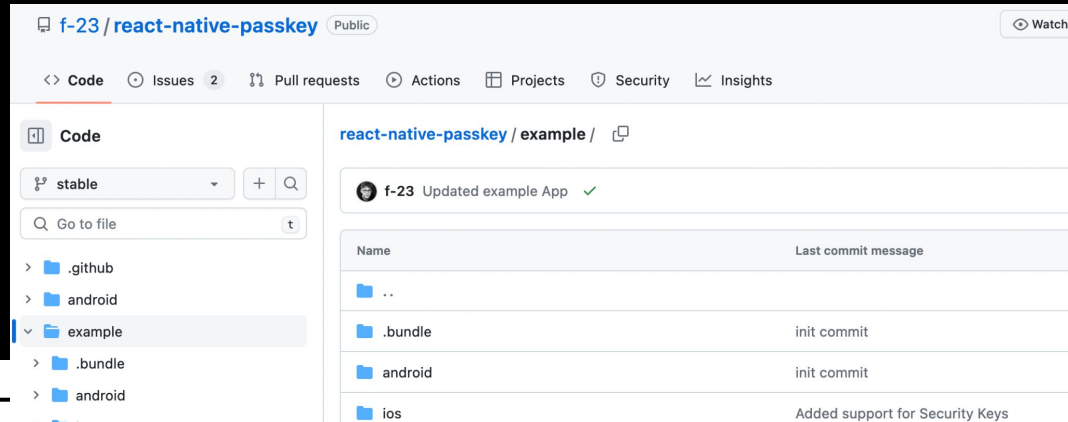 f-23 / react-native-passkey Public
Watch
Code Issues 2 Pull requests Actions Projects Security Insights
Code
stable
Go to file t
.github
android
example
.bundle
android
react-native-passkey / example /
f-23 Updated example App
Name Last commit message
..
.bundle init commit
android init commit
ios Added support for Security Keys